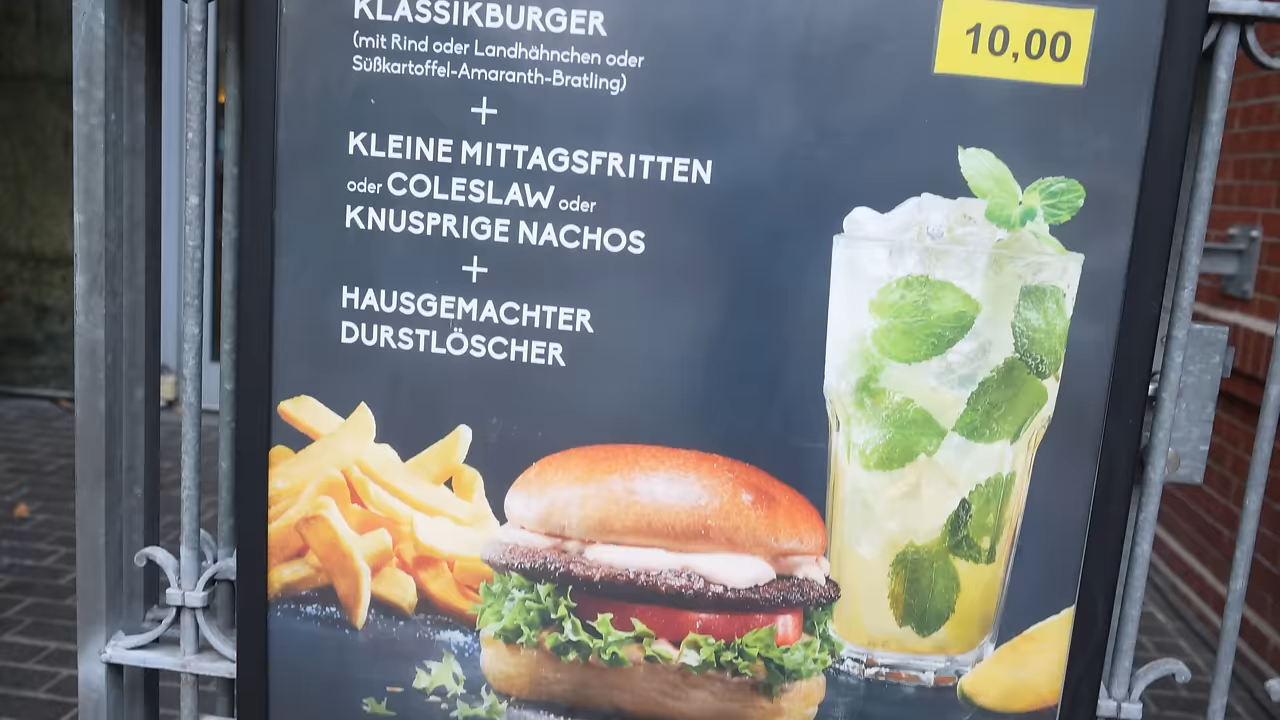 KLASSIKBURGER
10,00
(mit Rind oder Landhähnchen oder
Süßkartoffel-Amaranth-Bratling)
+
KLEINE MITTAGSFRITTEN
oder COLESLAW oder
KNUSPRIGE NACHOS
+
HAUSGEMACHTER
DURSTLÖSCHER